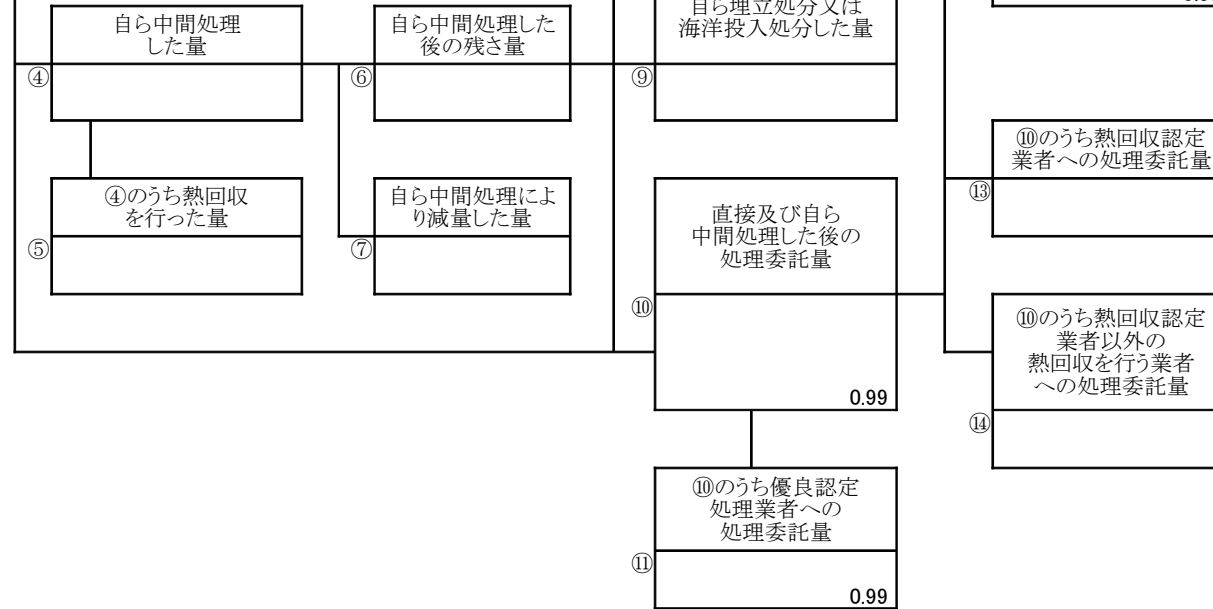 自ら中間処理
した量
④
⑤
④のうち熱回収
を行った量
自ら中間処理した
後の残さ量
⑥
自ら中間処理によ
り減量した量
⑦
自ら埋立処分又は
海洋投入処分した量
⑨
直接及び自ら
中間処理した後の
処理委託量
⑩
0.99
⑩のうち優良認定
処理業者への
処理委託量
⑪
0.99
⑩のうち熱回収認定
業者への処理委託量
⑬
⑩のうち熱回収認定
業者以外の
熱回収を行う業者
への処理委託量
⑭